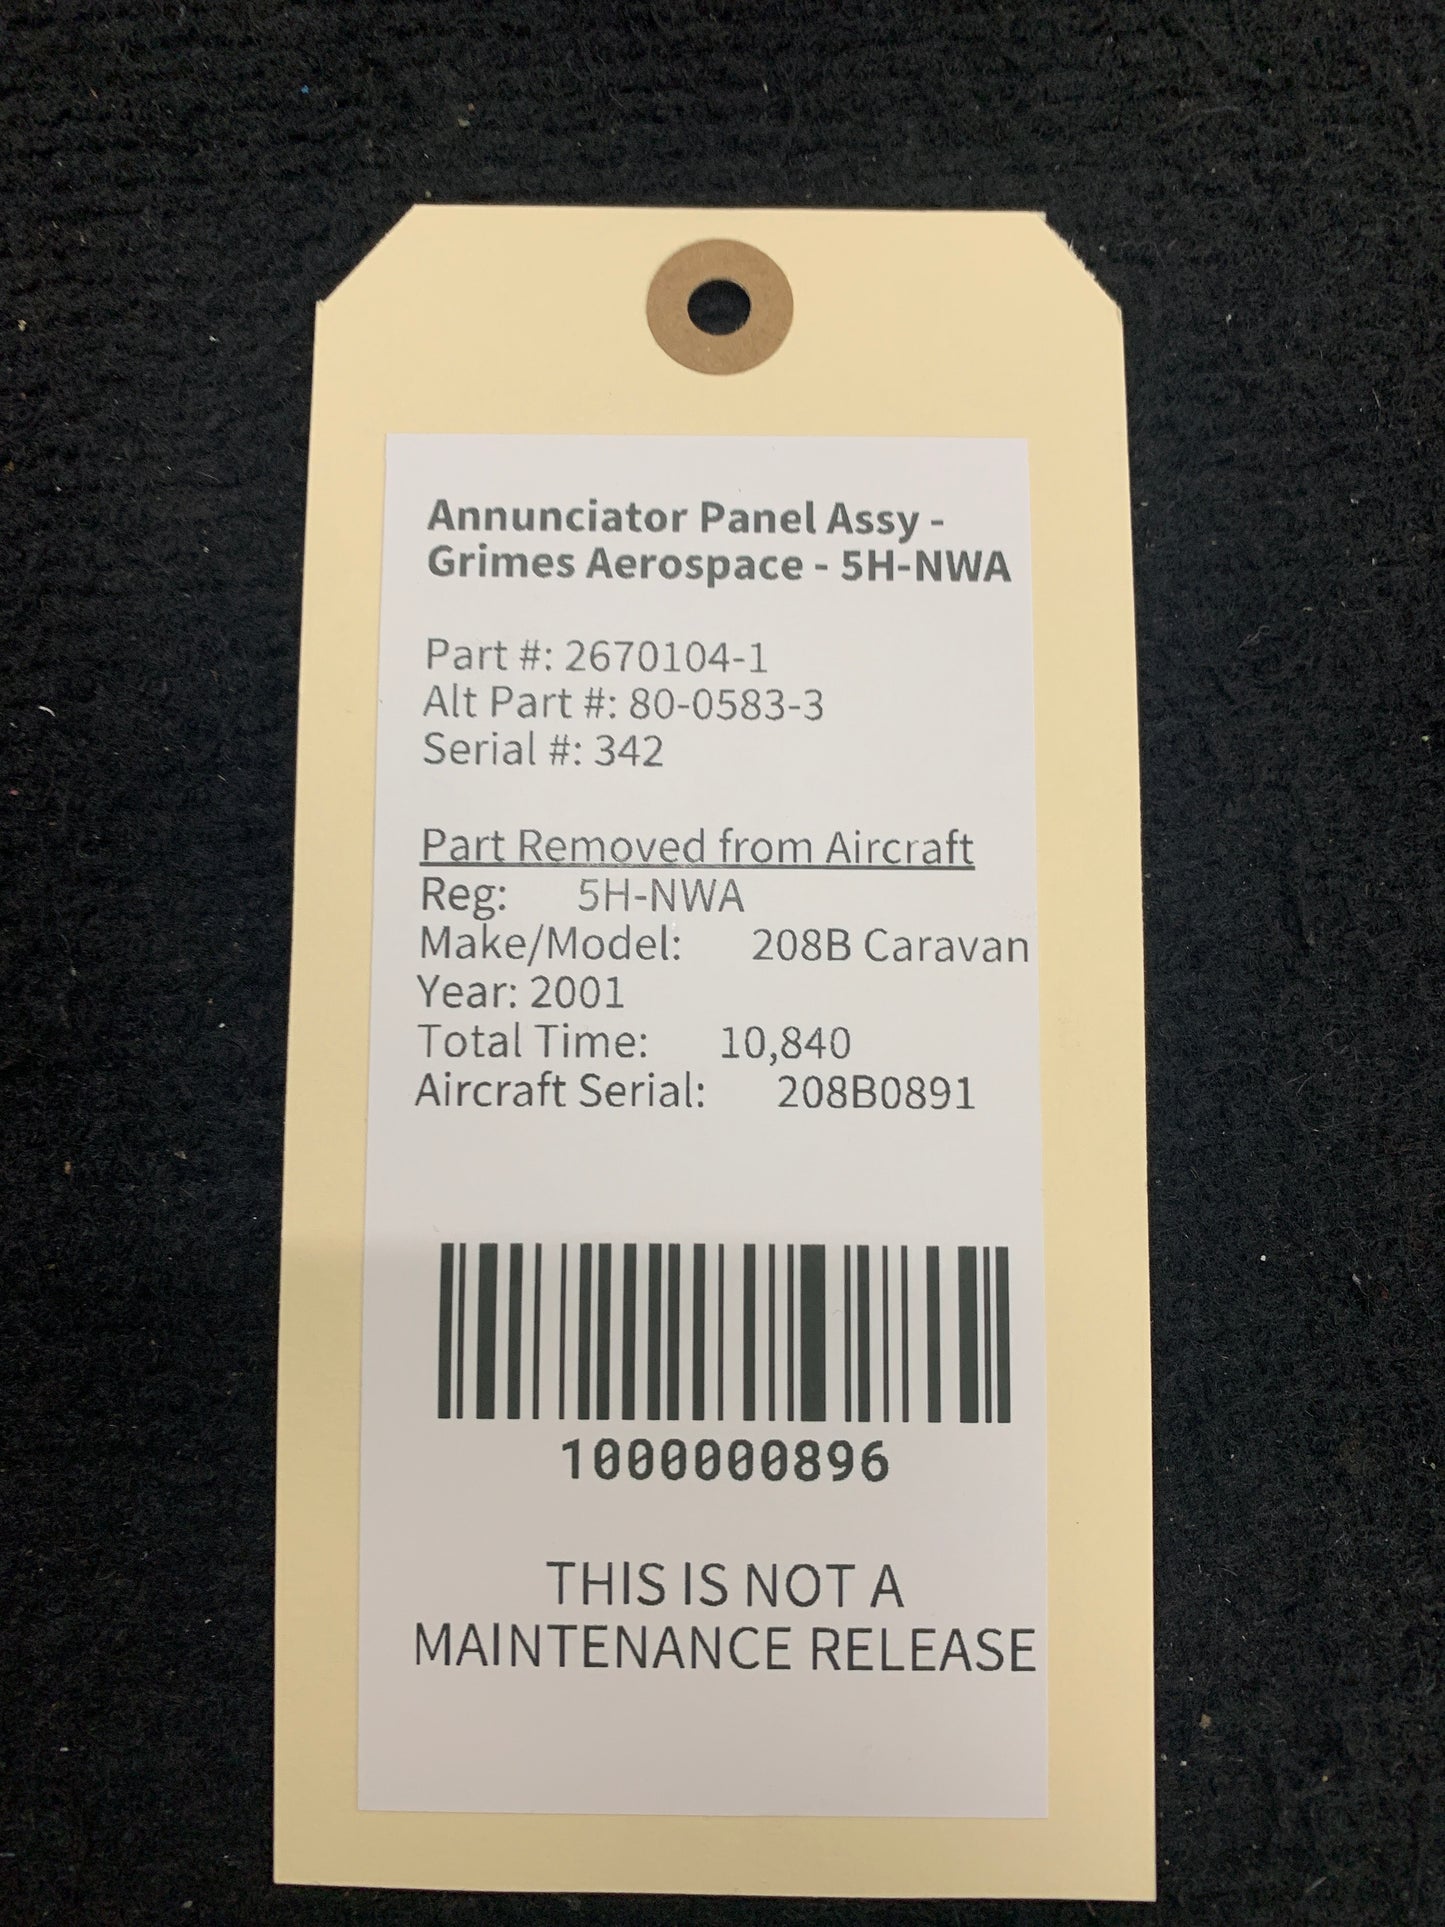 Annunciator Panel Assy -
Grimes Aerospace - 5H-NWA
Part #: 2670104-1
Alt Part #: 80-0583-3
Serial #: 342
Part Removed from Aircraft
Reg: 5H-NWA
Make/Model: 208B Caravan
Year: 2001
Total Time: 10,840
Aircraft Serial: 208B0891
1000000896
THIS IS NOT A
MAINTENANCE RELEASE